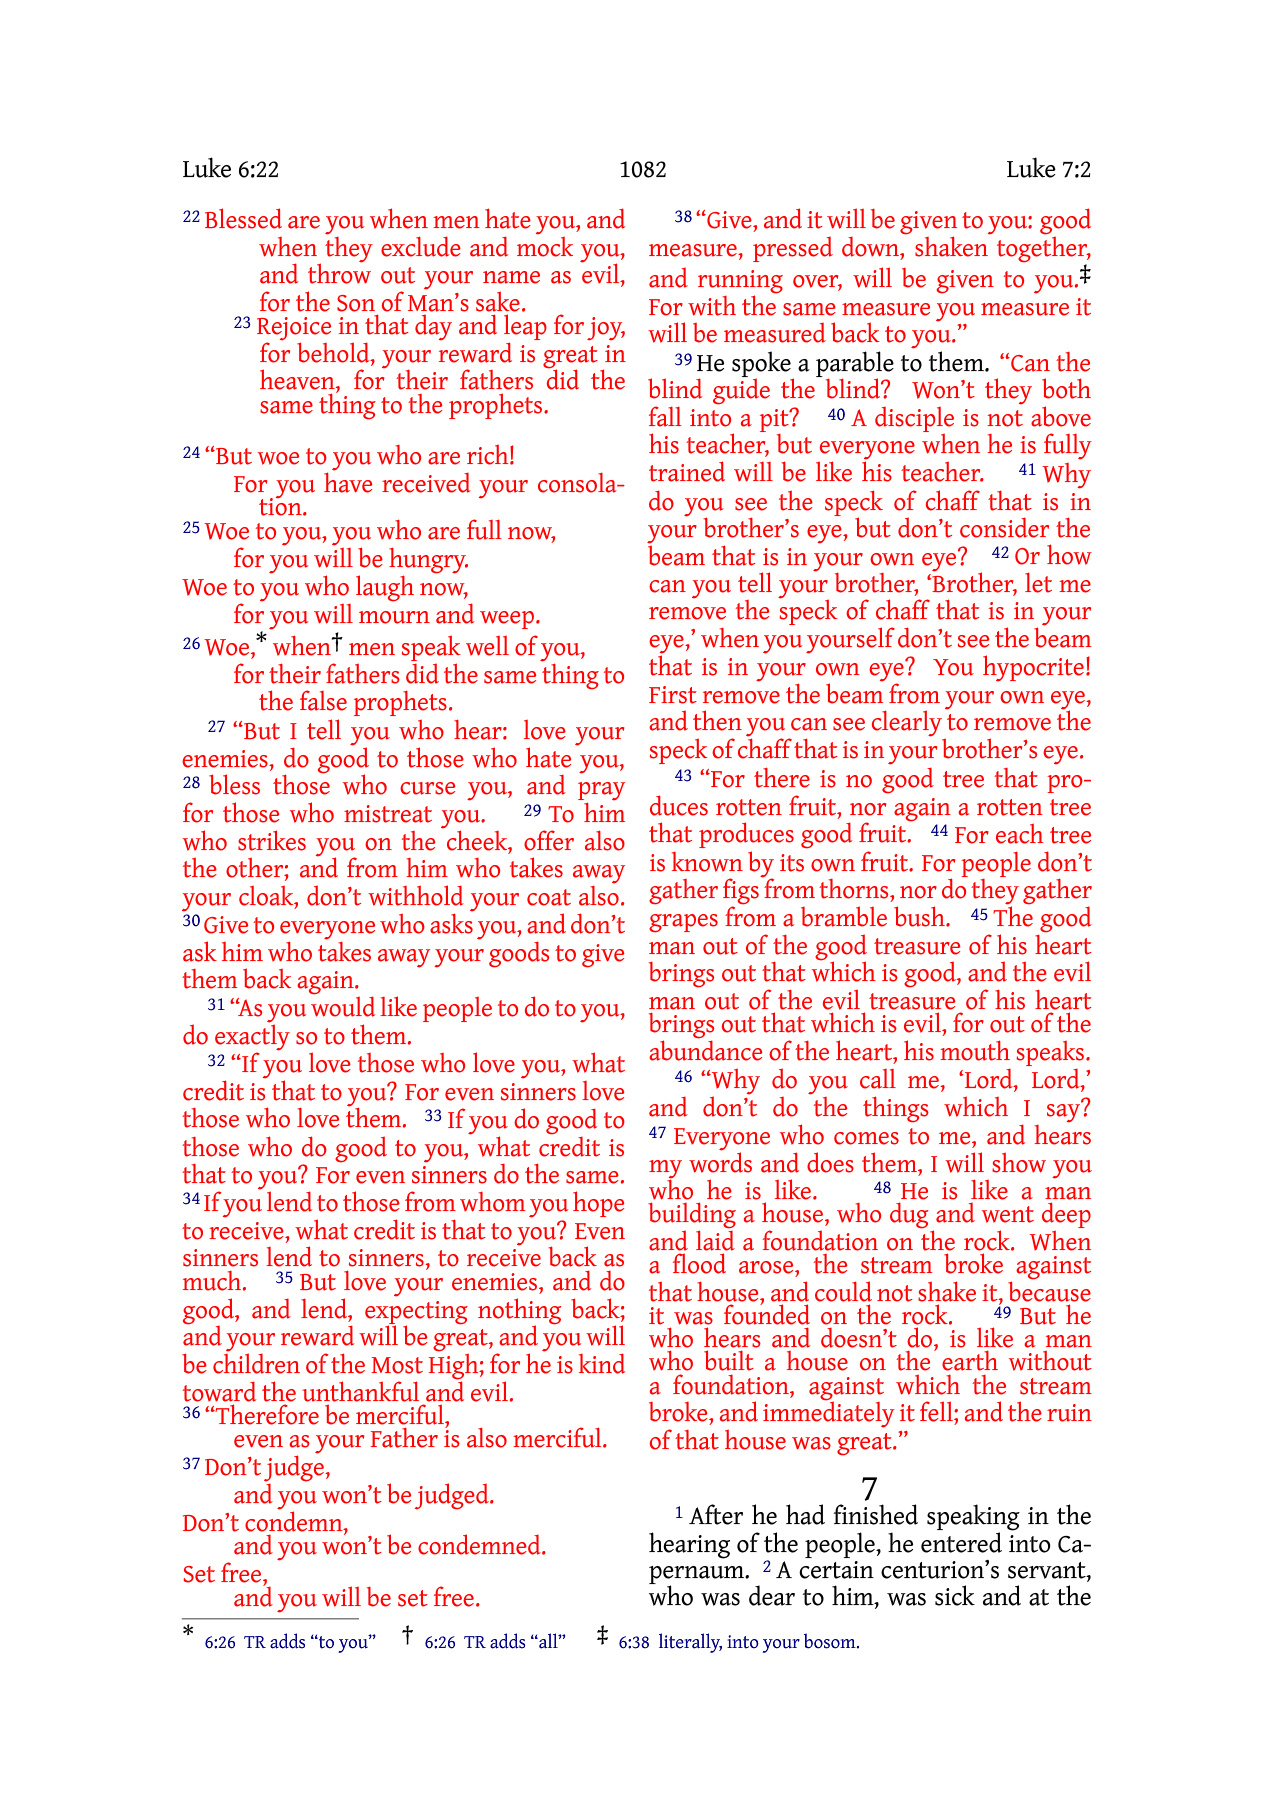 Luke 6:22 1082 Luke 7:2
22 Blessed are you when men hate you, and
when they exclude and mock you,
and throw out your name as evil,
for the Son of Man’s sake.
23 Rejoice in that day and leap for joy,
for behold, your reward is great in
heaven, for their fathers did the
same thing to the prophets.
24 “But woe to you who are rich!
For you have received your consola-
tion.
25 Woe to you, you who are full now,
for you will be hungry.
Woe to you who laugh now,
for you will mourn and weep.
26 Woe,* when† men speak well of you,
for their fathers did the same thing to
the false prophets.
27 “But I tell you who hear: love your
enemies, do good to those who hate you,
28 bless those who curse you, and pray
for those who mistreat you. 29 To him
who strikes you on the cheek, offer also
the other; and from him who takes away
your cloak, don’t withhold your coat also.
30 Give to everyone who asks you, and don’t
ask him who takes away your goods to give
them back again.
31 “As you would like people to do to you,
do exactly so to them.
32 “If you love those who love you, what
credit is that to you? For even sinners love
those who love them. 33 If you do good to
those who do good to you, what credit is
that to you? For even sinners do the same.
34 If you lend to those from whom you hope
to receive, what credit is that to you? Even
sinners lend to sinners, to receive back as
much. 35 But love your enemies, and do
good, and lend, expecting nothing back;
and your reward will be great, and you will
be children of the Most High; for he is kind
toward the unthankful and evil.
36 “Therefore be merciful,
even as your Father is also merciful.
37 Don’t judge,
and you won’t be judged.
Don’t condemn,
and you won’t be condemned.
Set free,
and you will be set free.
38 “Give, and it will be given to you: good
measure, pressed down, shaken together,
and running over, will be given to you.‡
For with the same measure you measure it
will be measured back to you.”
39 He spoke a parable to them. “Can the
blind guide the blind? Won’t they both
fall into a pit? 40 A disciple is not above
his teacher, but everyone when he is fully
trained will be like his teacher. 41 Why
do you see the speck of chaff that is in
your brother’s eye, but don’t consider the
beam that is in your own eye? 42 Or how
can you tell your brother, ‘Brother, let me
remove the speck of chaff that is in your
eye,’ when you yourself don’t see the beam
that is in your own eye? You hypocrite!
First remove the beam from your own eye,
and then you can see clearly to remove the
speck of chaff that is in your brother’s eye.
43 “For there is no good tree that pro-
duces rotten fruit, nor again a rotten tree
that produces good fruit. 44 For each tree
is known by its own fruit. For people don’t
gather figs from thorns, nor do they gather
grapes from a bramble bush. 45 The good
man out of the good treasure of his heart
brings out that which is good, and the evil
man out of the evil treasure of his heart
brings out that which is evil, for out of the
abundance of the heart, his mouth speaks.
46 “Why do you call me, ‘Lord, Lord,’
and don’t do the things which I say?
47 Everyone who comes to me, and hears
my words and does them, I will show you
who he is like. 48 He is like a man
building a house, who dug and went deep
and laid a foundation on the rock. When
a flood arose, the stream broke against
that house, and could not shake it, because
it was founded on the rock. 49 But he
who hears and doesn’t do, is like a man
who built a house on the earth without
a foundation, against which the stream
broke, and immediately it fell; and the ruin
of that house was great.”
7
1 After he had finished speaking in the
hearing of the people, he entered into Ca-
pernaum. 2 A certain centurion’s servant,
who was dear to him, was sick and at the
* 6:26 TR adds “to you” † 6:26 TR adds “all” ‡ 6:38 literally, into your bosom.